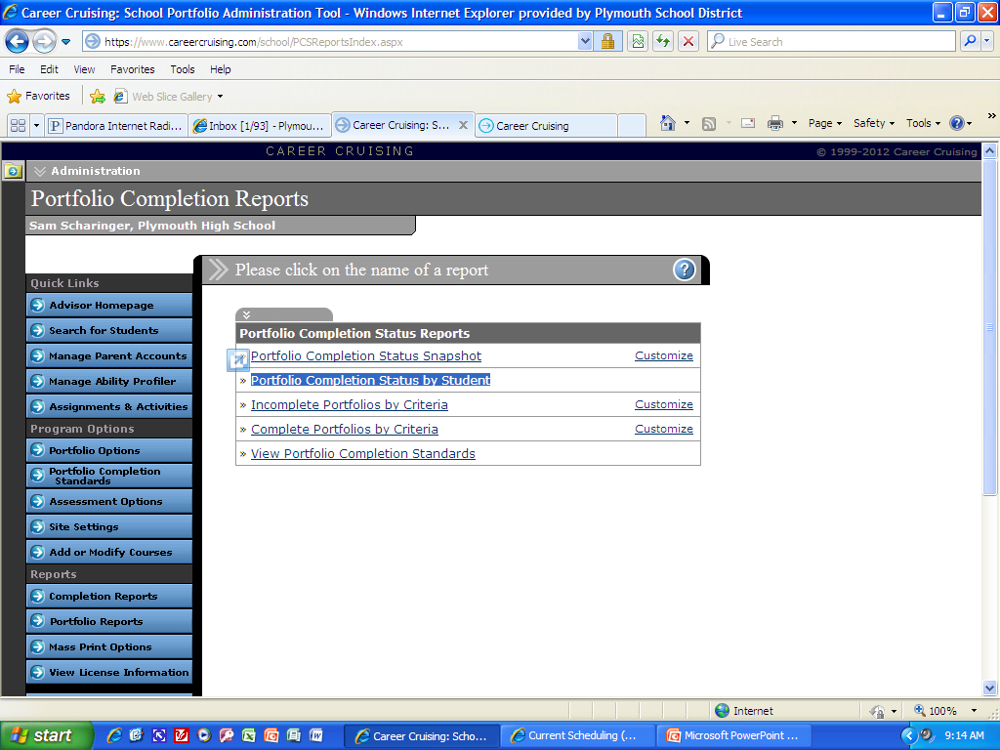 Career Cruising: School Portfolio Administration Tool - Windows Internet Explorer provided by Plymouth School District
https://www.careercruising.com/school/PCSReportsIndex.aspx
Live Search
File Edit View Favorites Tools Help
Favorites Web Slice Gallery
Pandora Internet Radi... Inbox [1/93] - Plymou... Career Cruising: S... Career Cruising Page Safety Tools »
CAREER CRUISING © 1999-2012 Career Cruising
Administration
Portfolio Completion Reports
Sam Scharinger, Plymouth High School
Please click on the name of a report ?
Quick Links
Advisor Homepage
Search for Students
Manage Parent Accounts
Manage Ability Profiler
Assignments & Activities
Program Options
Portfolio Options
Portfolio Completion
Standards
Assessment Options
Site Settings
Add or Modify Courses
Reports
Completion Reports
Portfolio Reports
Mass Print Options
View License Information
Portfolio Completion Status Reports
Portfolio Completion Status Snapshot Customize
» Portfolio Completion Status by Student
» Incomplete Portfolios by Criteria Customize
» Complete Portfolios by Criteria Customize
» View Portfolio Completion Standards
Internet 100%
start Career Cruising: Scho... Current Scheduling (... Microsoft PowerPoint ... 9:14 AM